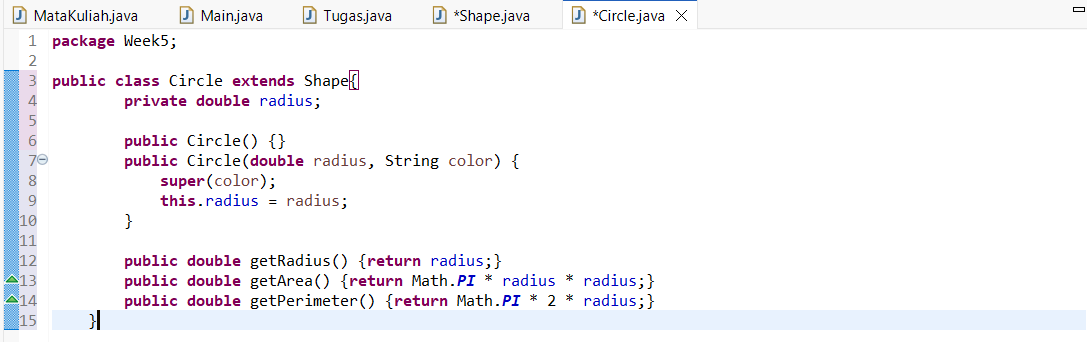 MataKuliah.java Main.java Tugas.java *Shape.java *Circle.java
1 package Week5;
2
3 public class Circle extends Shape{
4 private double radius;
5
6 public Circle() {}
7 public Circle(double radius, String color) {
8 super(color);
9 this.radius = radius;
10 }
11
12 public double getRadius() {return radius;}
13 public double getArea() {return Math.PI * radius * radius;}
14 public double getPerimeter() {return Math.PI * 2 * radius;}
15 }